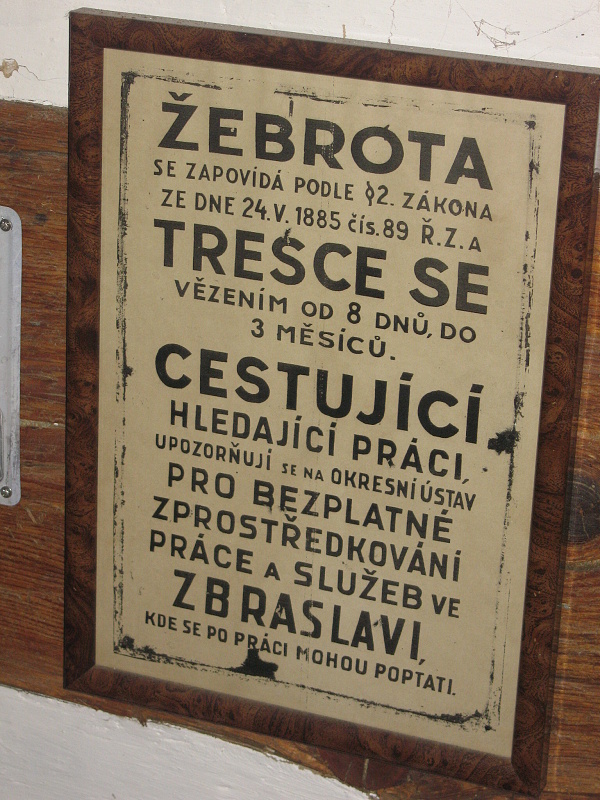 ŽEBROTA
SE ZAPOVÍDÁ PODLE §2. ZÁKONA
ZE DNE 24.V. 1885 čís.89 Ř.Z. A
TRESCE SE
VĚZENÍM OD 8 DNŮ, DO
3 MĚSÍCŮ.
CESTUJÍCÍ
HLEDAJÍCÍ PRÁCI,
UPOZORŇUJÍ SE NA OKRESNÍ ÚSTAV
PRO BEZPLATNÉ
ZPROSTŘEDKOVÁNÍ
PRÁCE A SLUŽEB VE
ZBRASLAVI,
KDE SE PO PRÁCI MOHOU POPTATI.